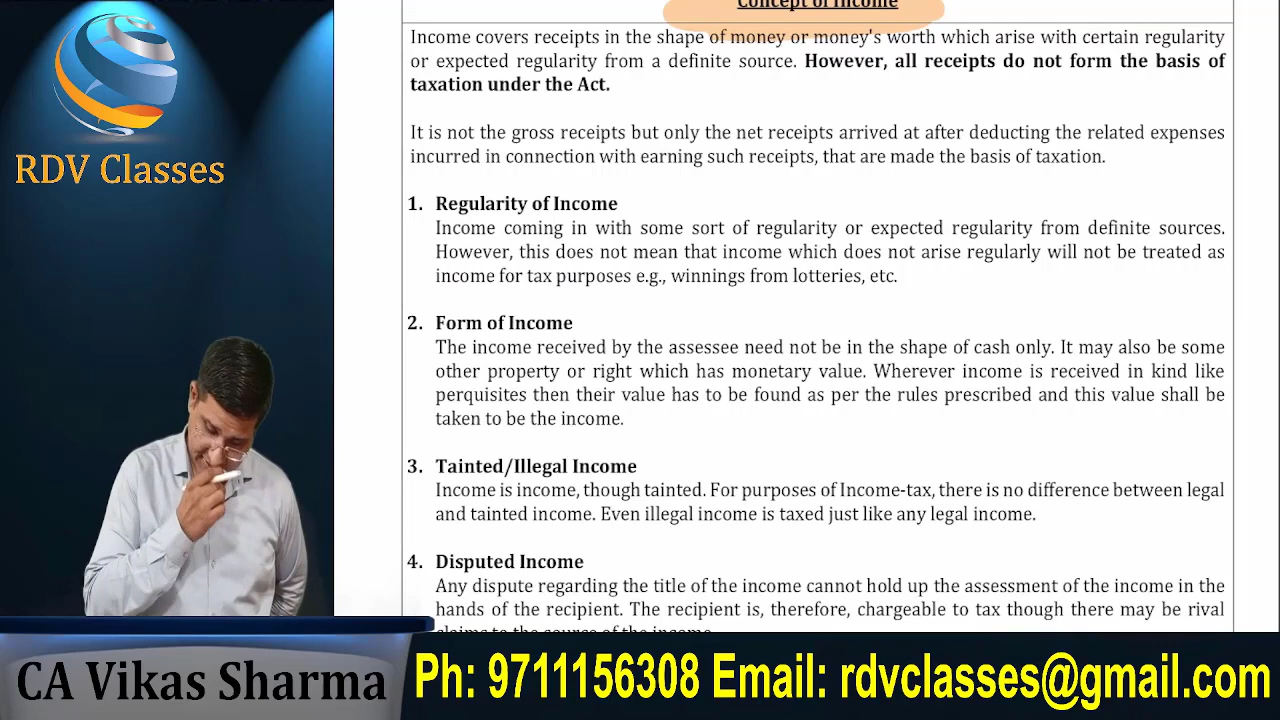 Concept of Income
Income covers receipts in the shape of money or money's worth which arise with certain regularity
or expected regularity from a definite source. However, all receipts do not form the basis of
taxation under the Act.
It is not the gross receipts but only the net receipts arrived at after deducting the related expenses
incurred in connection with earning such receipts, that are made the basis of taxation.
1. Regularity of Income
Income coming in with some sort of regularity or expected regularity from definite sources.
However, this does not mean that income which does not arise regularly will not be treated as
income for tax purposes e.g., winnings from lotteries, etc.
2. Form of Income
The income received by the assessee need not be in the shape of cash only. It may also be some
other property or right which has monetary value. Wherever income is received in kind like
perquisites then their value has to be found as per the rules prescribed and this value shall be
taken to be the income.
3. Tainted/Illegal Income
Income is income, though tainted. For purposes of Income-tax, there is no difference between legal
and tainted income. Even illegal income is taxed just like any legal income.
4. Disputed Income
Any dispute regarding the title of the income cannot hold up the assessment of the income in the
hands of the recipient. The recipient is, therefore, chargeable to tax though there may be rival
claims to the source of the income.
RDV Classes
CA Vikas Sharma
Ph: 9711156308 Email: rdvclasses@gmail.com